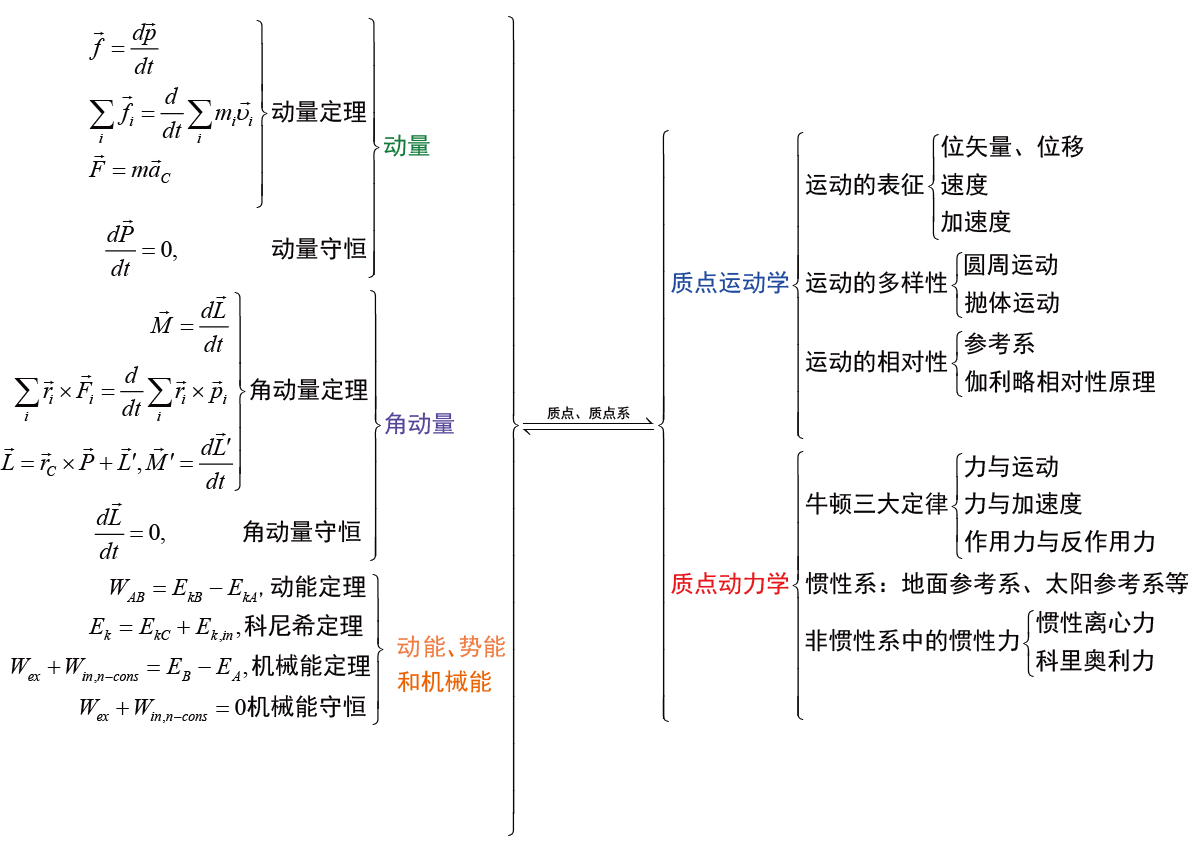 f⃗ = dp⃗/dt
∑ᵢ f⃗ᵢ = d/dt ∑ᵢ mᵢυ⃗ᵢ 动量定理
F⃗ = ma⃗_C
动量
dP⃗/dt = 0, 动量守恒
M⃗ = dL⃗/dt
∑ᵢ r⃗ᵢ × F⃗ᵢ = d/dt ∑ᵢ r⃗ᵢ × p⃗ᵢ 角动量定理
L⃗ = r⃗_C × P⃗ + L⃗′, M⃗′ = dL⃗′/dt
角动量
dL⃗/dt = 0, 角动量守恒
W_AB = E_kB − E_kA, 动能定理
E_k = E_kC + E_k,in, 科尼希定理
W_ex + W_in,n−cons = E_B − E_A, 机械能定理
W_ex + W_in,n−cons = 0机械能守恒
动能、势能
和机械能
质点、质点系
质点运动学
运动的表征
位矢量、位移
速度
加速度
运动的多样性
圆周运动
抛体运动
运动的相对性
参考系
伽利略相对性原理
质点动力学
牛顿三大定律
力与运动
力与加速度
作用力与反作用力
惯性系：地面参考系、太阳参考系等
非惯性系中的惯性力
惯性离心力
科里奥利力